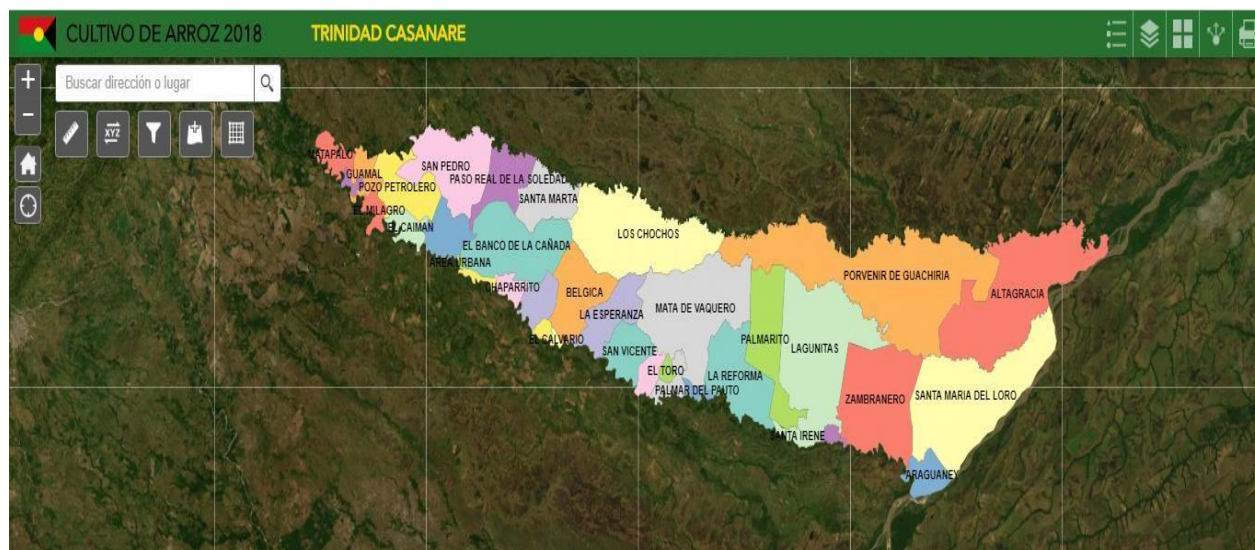 CULTIVO DE ARROZ 2018
TRINIDAD CASANARE
+
Buscar dirección o lugar
−
XYZ
MATAPALO
SAN PEDRO
GUAMAL
PASO REAL DE LA SOLEDAD
POZO PETROLERO
SANTA MARTA
EL MILAGRO
EL CAIMAN
LOS CHOCHOS
EL BANCO DE LA CAÑADA
AREA URBANA
PORVENIR DE GUACHIRIA
CHAPARRITO
BELGICA
ALTAGRACIA
MATA DE VAQUERO
LA ESPERANZA
EL CALVARIO
PALMARITO
LAGUNITAS
SAN VICENTE
EL TORO
LA REFORMA
PALMAR DEL PAUTO
SANTA MARIA DEL LORO
ZAMBRANERO
SANTA IRENE
ARAGUANEY